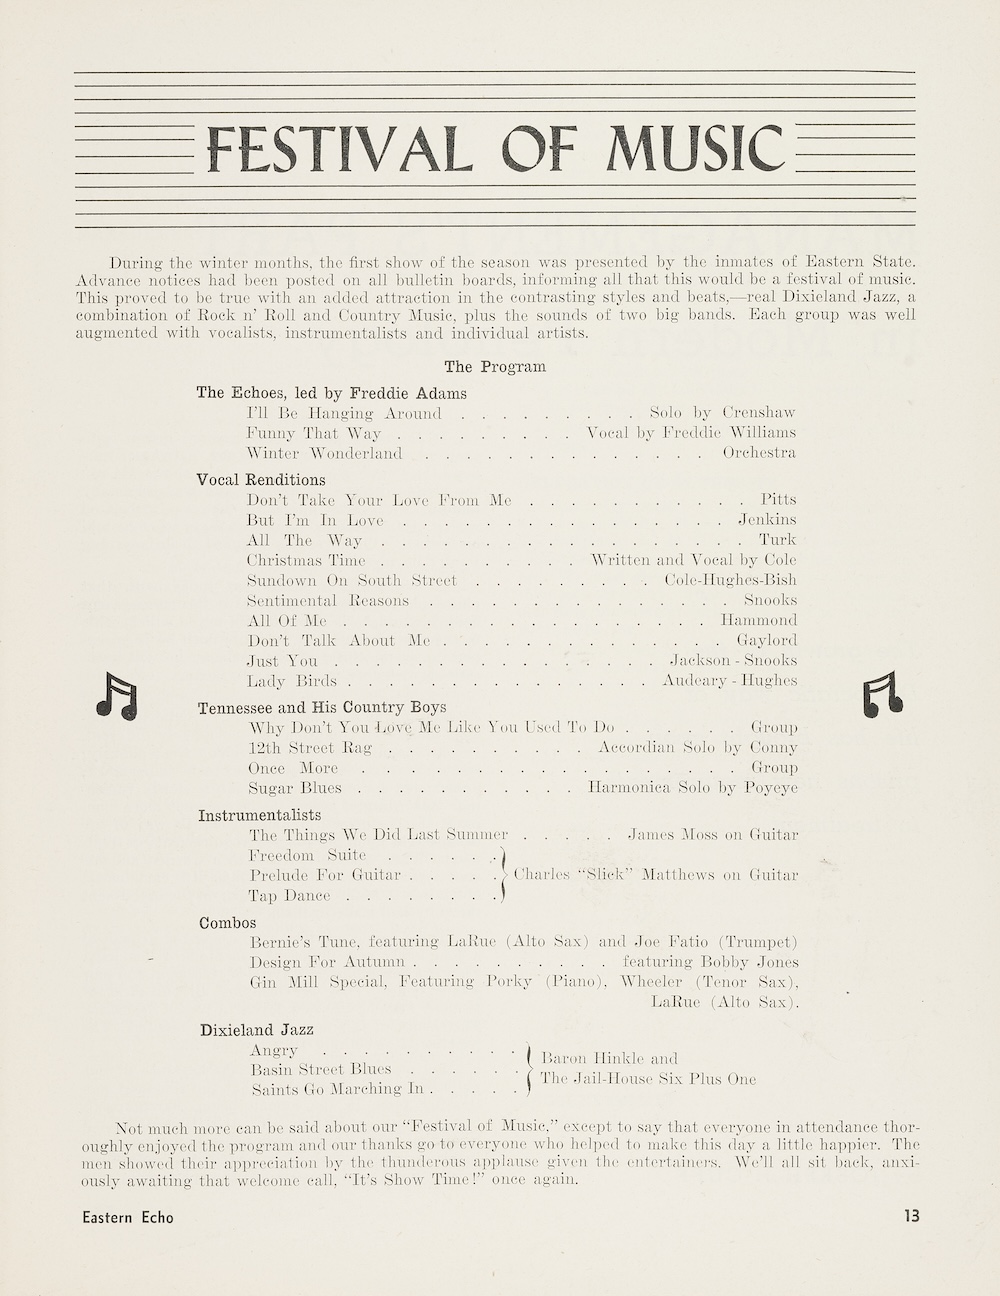 FESTIVAL OF MUSIC
During the winter months, the first show of the season was presented by the inmates of Eastern State.
Advance notices had been posted on all bulletin boards, informing all that this would be a festival of music.
This proved to be true with an added attraction in the contrasting styles and beats,—real Dixieland Jazz, a
combination of Rock n' Roll and Country Music, plus the sounds of two big bands. Each group was well
augmented with vocalists, instrumentalists and individual artists.
The Program
The Echoes, led by Freddie Adams
I'll Be Hanging Around . . . . . . . . . Solo by Crenshaw
Funny That Way . . . . . . . . . Vocal by Freddie Williams
Winter Wonderland . . . . . . . . . . . . . Orchestra
Vocal Renditions
Don't Take Your Love From Me . . . . . . . . . . . Pitts
But I'm In Love . . . . . . . . . . . . . . . Jenkins
All The Way . . . . . . . . . . . . . . . . . Turk
Christmas Time . . . . . . . . . Written and Vocal by Cole
Sundown On South Street . . . . . . . . . Cole-Hughes-Bish
Sentimental Reasons . . . . . . . . . . . . . . Snooks
All Of Me . . . . . . . . . . . . . . . . . Hammond
Don't Talk About Me . . . . . . . . . . . . . Gaylord
Just You . . . . . . . . . . . . . . . Jackson - Snooks
Lady Birds . . . . . . . . . . . . . . Audeary - Hughes
Tennessee and His Country Boys
Why Don't You Love Me Like You Used To Do . . . . . . Group
12th Street Rag . . . . . . . . . . Accordian Solo by Conny
Once More . . . . . . . . . . . . . . . . . Group
Sugar Blues . . . . . . . . . . . Harmonica Solo by Popeye
Instrumentalists
The Things We Did Last Summer . . . . . James Moss on Guitar
Freedom Suite . . . . . .
Prelude For Guitar . . . . . Charles "Slick" Matthews on Guitar
Tap Dance . . . . . . . .
Combos
Bernie's Tune, featuring LaRue (Alto Sax) and Joe Fatio (Trumpet)
Design For Autumn . . . . . . . . . . featuring Bobby Jones
Gin Mill Special, Featuring Porky (Piano), Wheeler (Tenor Sax),
LaRue (Alto Sax).
Dixieland Jazz
Angry . . . . . . . . . .
Basin Street Blues . . . . . . Baron Hinkle and
Saints Go Marching In . . . . . The Jail-House Six Plus One
Not much more can be said about our "Festival of Music," except to say that everyone in attendance thor-
oughly enjoyed the program and our thanks go to everyone who helped to make this day a little happier. The
men showed their appreciation by the thunderous applause given the entertainers. We'll all sit back, anxi-
ously awaiting that welcome call, "It's Show Time!" once again.
Eastern Echo 13